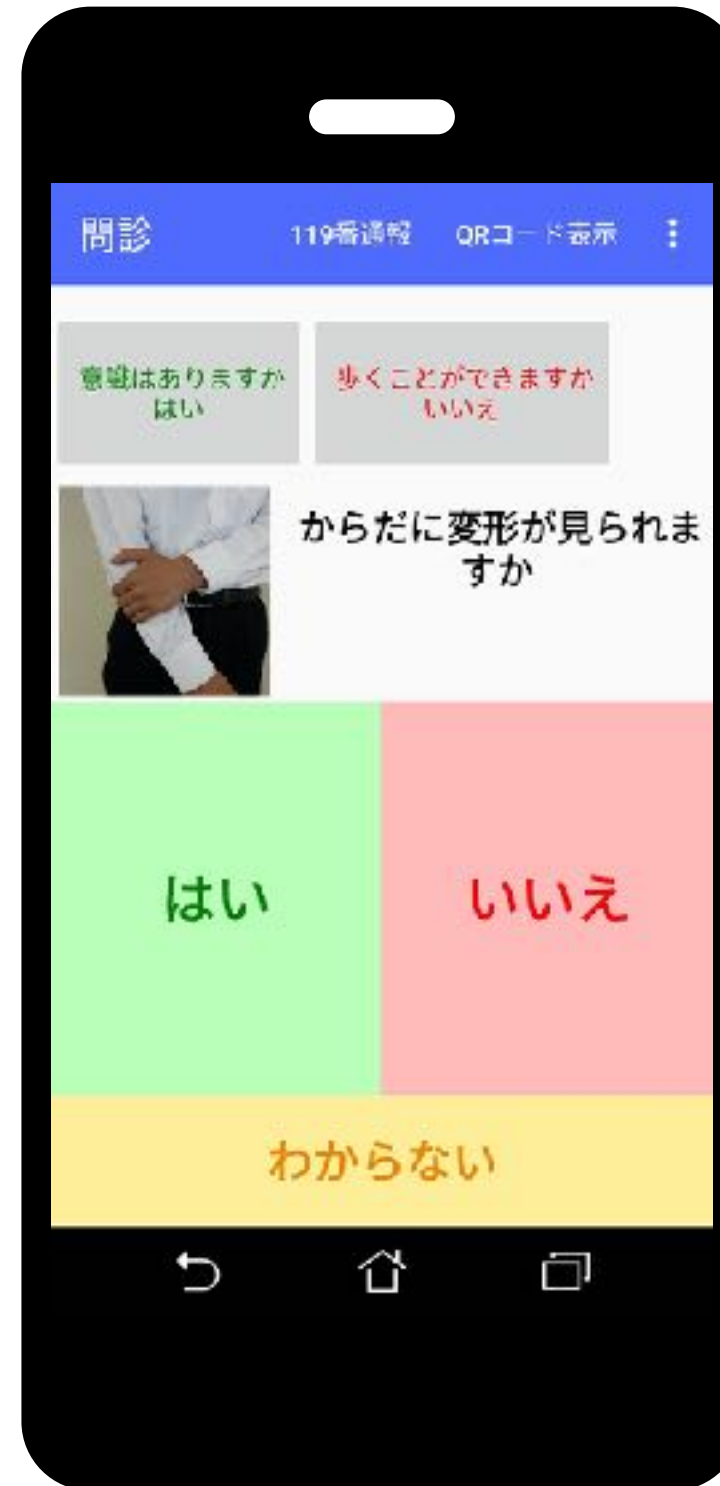 問診 119番通報 QRコード表示
意識はありますか
はい
歩くことができますか
いいえ
からだに変形が見られま
すか
はい
いいえ
わからない